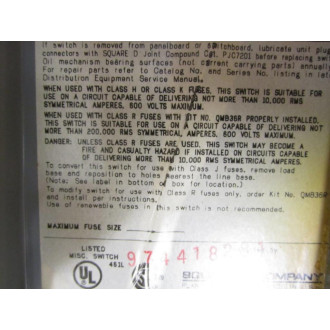 If switch is removed from panelboard or switchboard, lubricate unit plug
connectors with SQUARE D Joint Compound Cat. PJC7201 before replacing swi
Oil mechanism bearing surfaces (not current carrying parts) annually
For repair parts refer to Catalog No. and Series No. listing in lat
Distributron Equipment Service Manual.
WHEN USED WITH CLASS H OR CLASS K FUSES, THIS SWITCH IS SUITABLE FOR
USE ON A CIRCUIT CAPABLE OF DELIVERING NOT MORE THAN 10,000 RMS
SYMMETRICAL AMPERES, 600 VOLTS MAXIMUM.
WHEN USED WITH CLASS R FUSES WITH KIT NO. QMB36R PROPERLY INSTALLED,
THIS SWITCH IS SUITABLE FOR USE ON A CIRCUIT CAPABLE OF DELIVERING NOT
MORE THAN 200,000 RMS SYMMETRICAL AMPERES, 600 VOLTS MAXIMUM.
DANGER: UNLESS CLASS R FUSES ARE USED, THIS SWITCH MAY BECOME A
FIRE AND CASUALTY HAZARD IF INSTALLED ON CIRCUITS CAPABLE OF
DELIVERING MORE THAN 10,000 RMS SYMMETRICAL AMPERES.
To convert this switch for use with Class J fuses, remove load
base and reposition to holes nearest the line base.
(Note: See label in bottom of box for location.)
To modify switch for use with Class R fuses only, order Kit No. QMB36R
and install per instructions.
Use of renewable fuses in this switch is not recommended.
MAXIMUM FUSE SIZE
LISTED
MISC. SWITCH
UL
COMPANY